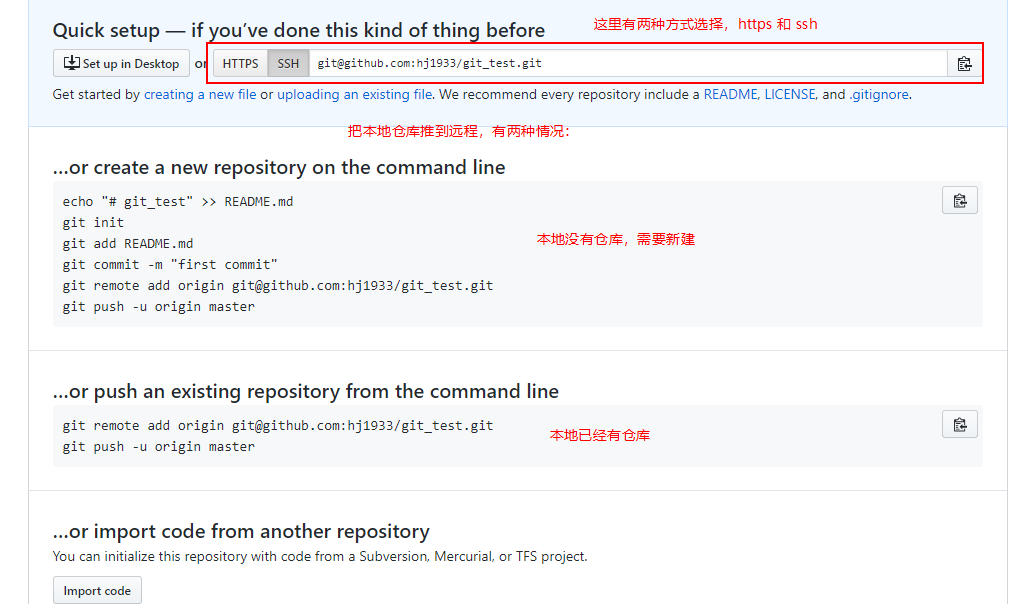 Quick setup — if you've done this kind of thing before
这里有两种方式选择，https 和 ssh
Set up in Desktop or HTTPS SSH git@github.com:hj1933/git_test.git
Get started by creating a new file or uploading an existing file. We recommend every repository include a README, LICENSE, and .gitignore.
把本地仓库推到远程，有两种情况：
…or create a new repository on the command line
echo "# git_test" >> README.md
git init
git add README.md
本地没有仓库，需要新建
git commit -m "first commit"
git remote add origin git@github.com:hj1933/git_test.git
git push -u origin master
…or push an existing repository from the command line
git remote add origin git@github.com:hj1933/git_test.git
本地已经有仓库
git push -u origin master
…or import code from another repository
You can initialize this repository with code from a Subversion, Mercurial, or TFS project.
Import code